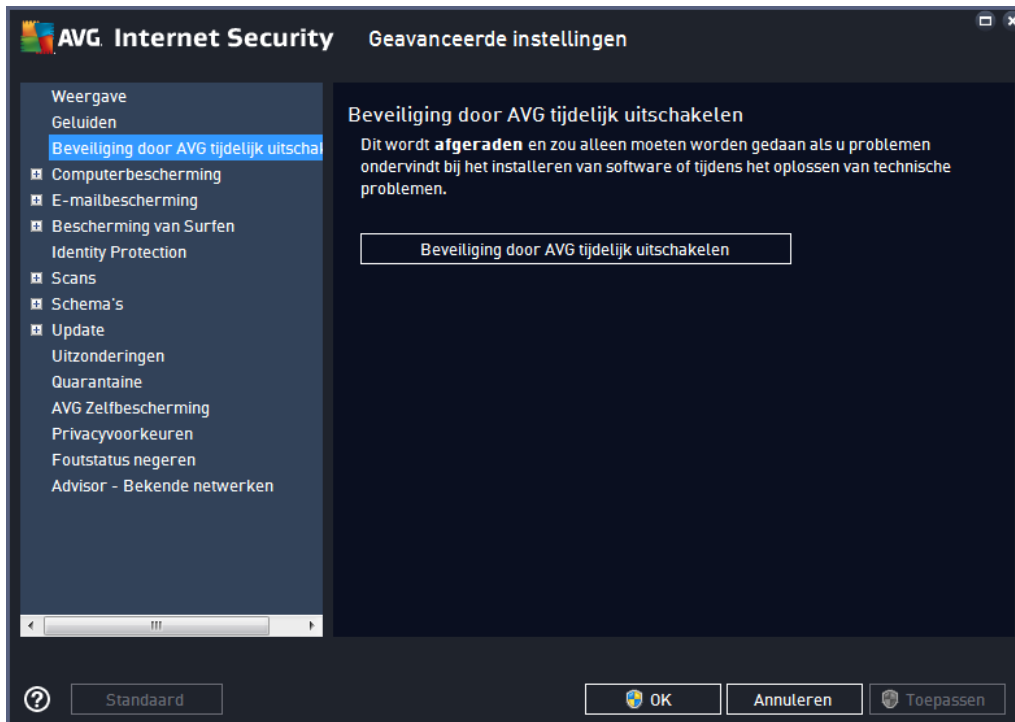 AVG. Internet Security
Geavanceerde instellingen
Weergave
Geluiden
Beveiliging door AVG tijdelijk uitschal
Computerbescherming
E-mailbescherming
Bescherming van Surfen
Identity Protection
Scans
Schema's
Update
Uitzonderingen
Quarantaine
AVG Zelfbescherming
Privacyvoorkeuren
Foutstatus negeren
Advisor - Bekende netwerken
Beveiliging door AVG tijdelijk uitschakelen
Dit wordt afgeraden en zou alleen moeten worden gedaan als u problemen
ondervindt bij het installeren van software of tijdens het oplossen van technische
problemen.
Beveiliging door AVG tijdelijk uitschakelen
?
Standaard
OK
Annuleren
Toepassen